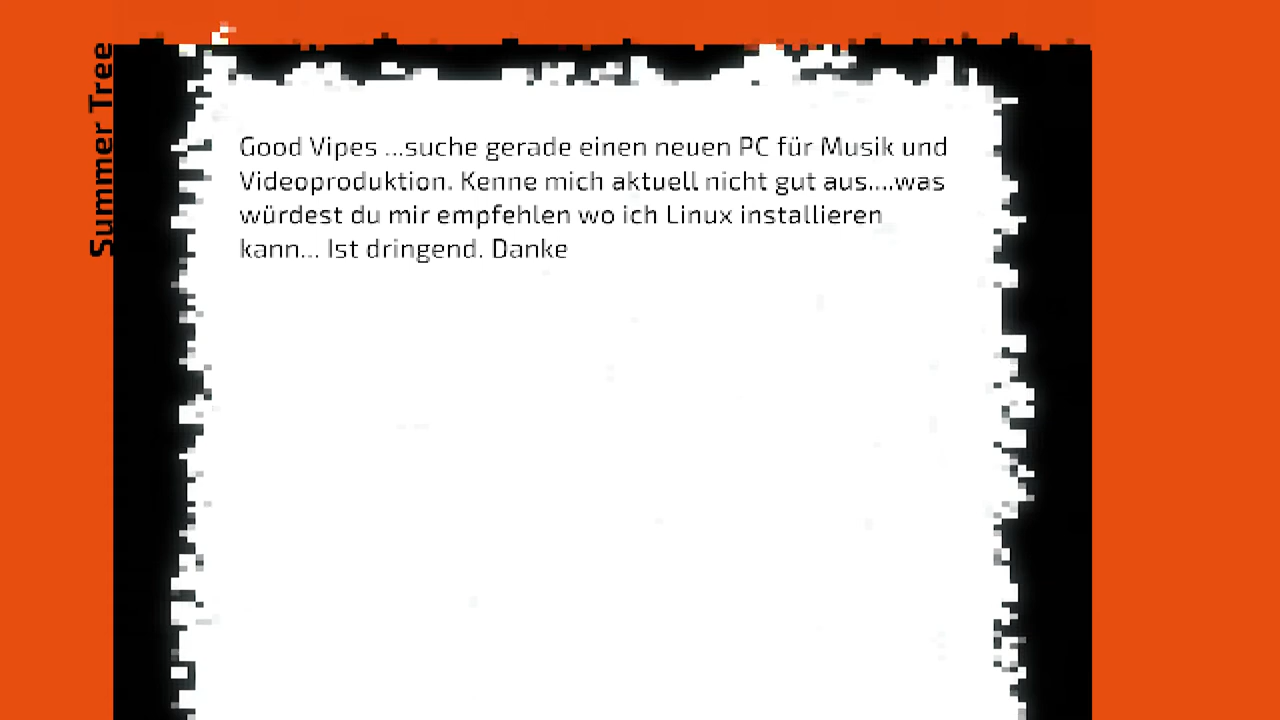 Summer Tree
Good Vipes ...suche gerade einen neuen PC für Musik und
Videoproduktion. Kenne mich aktuell nicht gut aus....was
würdest du mir empfehlen wo ich Linux installieren
kann... Ist dringend. Danke